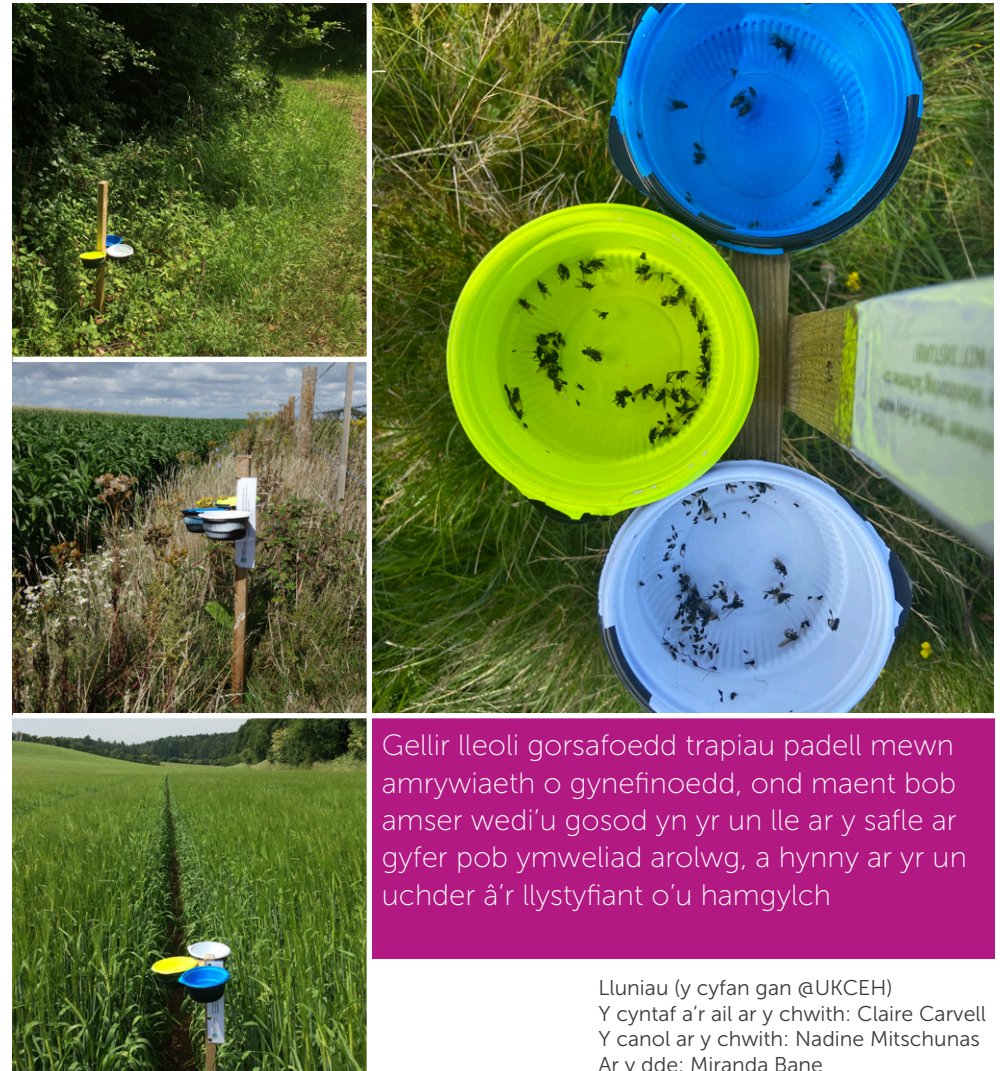 Gellir lleoli gorsafoedd trapiau padell mewn
amrywiaeth o gynefinoedd, ond maent bob
amser wedi'u gosod yn yr un lle ar y safle ar
gyfer pob ymweliad arolwg, a hynny ar yr un
uchder â'r llystyfiant o'u hamgylch
Lluniau (y cyfan gan @UKCEH)
Y cyntaf a'r ail ar y chwith: Claire Carvell
Y canol ar y chwith: Nadine Mitschunas
Ar y dde: Miranda Bane